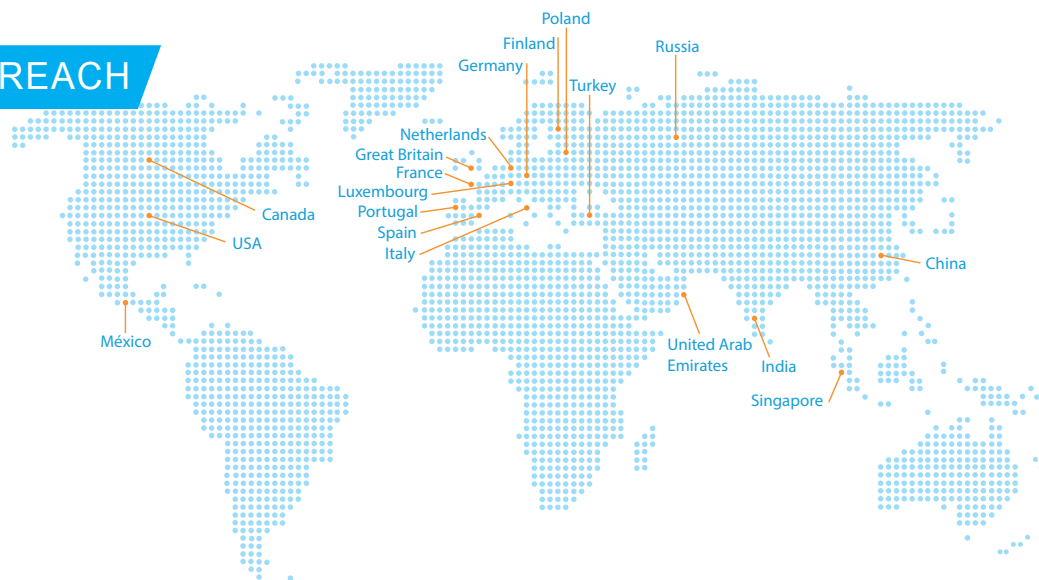 REACH
Poland
Finland
Russia
Germany
Turkey
Netherlands
Great Britain
France
Luxembourg
Portugal
Canada
Spain
USA
Italy
China
México
United Arab
Emirates
India
Singapore